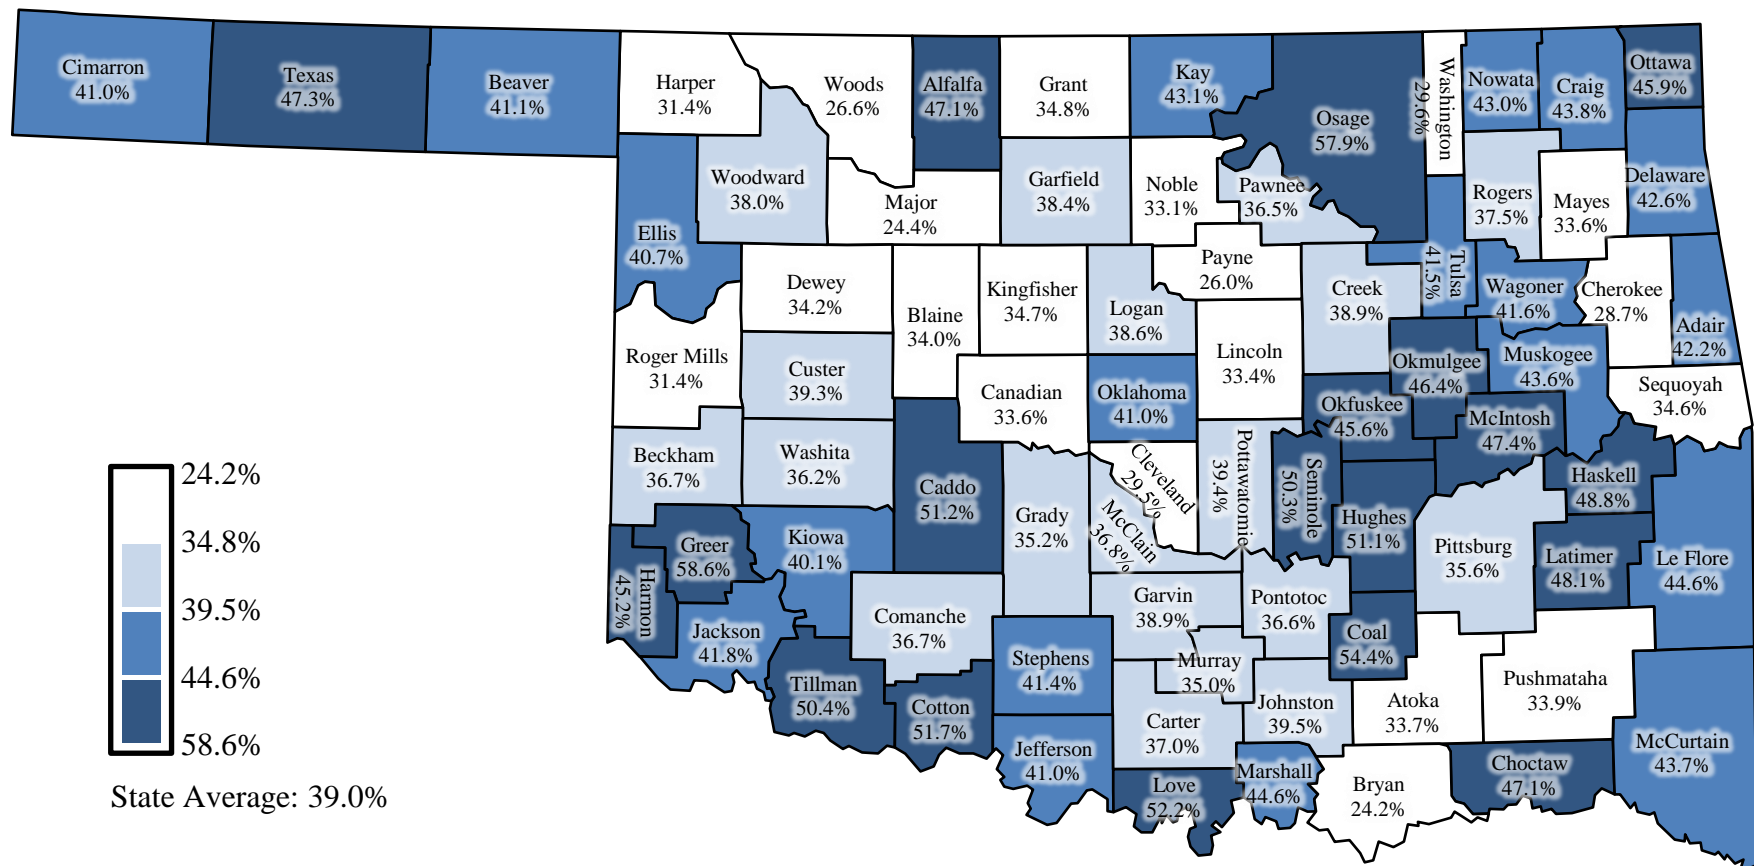 Cimarron
41.0%
Texas
47.3%
Beaver
41.1%
Harper
31.4%
Woods
26.6%
Alfalfa
47.1%
Grant
34.8%
Kay
43.1%
Osage
57.9%
Washington
29.6%
Nowata
43.0%
Craig
43.8%
Ottawa
45.9%
Woodward
38.0%
Major
24.4%
Garfield
38.4%
Noble
33.1%
Pawnee
36.5%
Rogers
37.5%
Mayes
33.6%
Delaware
42.6%
Ellis
40.7%
Dewey
34.2%
Blaine
34.0%
Kingfisher
34.7%
Logan
38.6%
Payne
26.0%
Creek
38.9%
Tulsa
41.5%
Wagoner
41.6%
Cherokee
28.7%
Adair
42.2%
Roger Mills
31.4%
Custer
39.3%
Canadian
33.6%
Oklahoma
41.0%
Lincoln
33.4%
Okmulgee
46.4%
Muskogee
43.6%
Sequoyah
34.6%
Okfuskee
45.6%
McIntosh
47.4%
Beckham
36.7%
Washita
36.2%
Caddo
51.2%
Grady
35.2%
Cleveland
29.5%
McClain
36.8%
Pottawatomie
39.4%
Seminole
50.3%
Hughes
51.1%
Pittsburg
35.6%
Haskell
48.8%
Latimer
48.1%
Le Flore
44.6%
Harmon
45.2%
Greer
58.6%
Kiowa
40.1%
Jackson
41.8%
Comanche
36.7%
Tillman
50.4%
Cotton
51.7%
Stephens
41.4%
Jefferson
41.0%
Garvin
38.9%
Murray
35.0%
Pontotoc
36.6%
Coal
54.4%
Carter
37.0%
Johnston
39.5%
Atoka
33.7%
Pushmataha
33.9%
McCurtain
43.7%
Love
52.2%
Marshall
44.6%
Bryan
24.2%
Choctaw
47.1%
24.2%
34.8%
39.5%
44.6%
58.6%
State Average: 39.0%